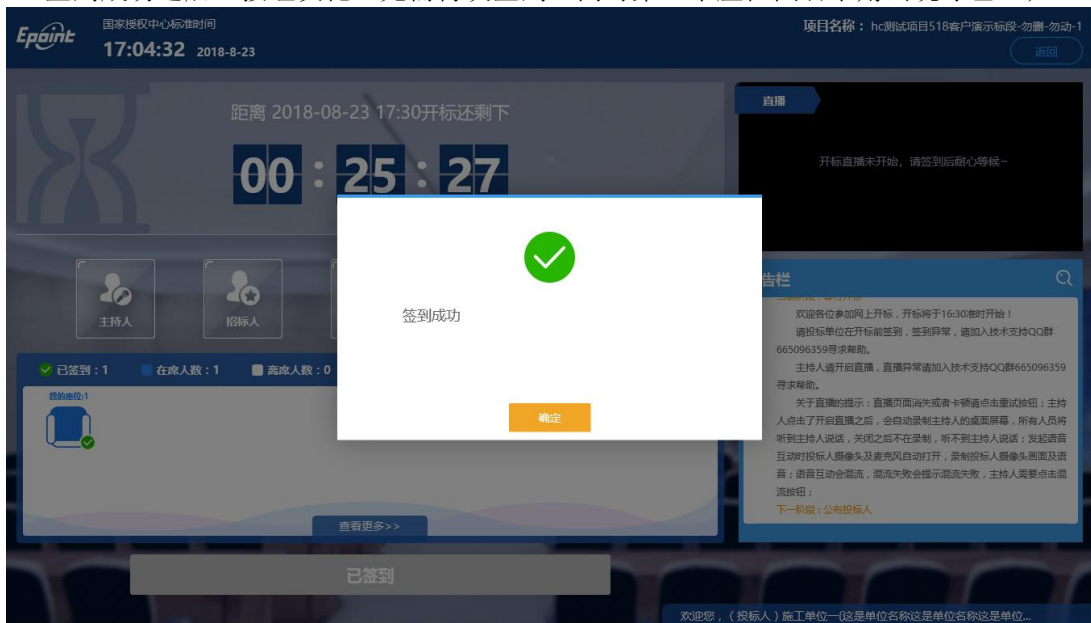 Epoint
国家授权中心标准时间
17:04:32 2018-8-23
项目名称：hc测试项目518客户演示标段-勿删-勿动-1
返回
距离 2018-08-23 17:30开标还剩下
00 : 25 : 27
直播
开标直播未开始，请签到后耐心等候~
主持人
招标人
签到成功
确定
告栏
欢迎各位参加网上开标，开标将于16:30准时开始！
请投标单位在开标前签到，签到异常，请加入技术支持QQ群
665096359寻求帮助。
主持人请开启直播，直播异常请加入技术支持QQ群665096359
寻求帮助。
关于直播的提示：直播页面消失或者卡顿请点击重试按钮；主持
人点击了开启直播之后，会自动录制主持人的桌面屏幕，所有人员将
听到主持人说话，关闭之后不在录制，听不到主持人说话；发起语音
互动时投标人摄像头及麦克风自动打开，录制投标人摄像头画面及语
音；语音互动会混流，混流失败会提示混流失败，主持人需要点击混
流按钮；
下一阶段：公布投标人
已签到：1 在席人数：1 离席人数：0
我的座位:1
查看更多>>
已签到
欢迎您，（投标人）施工单位一(这是单位名称这是单位名称这是单位...